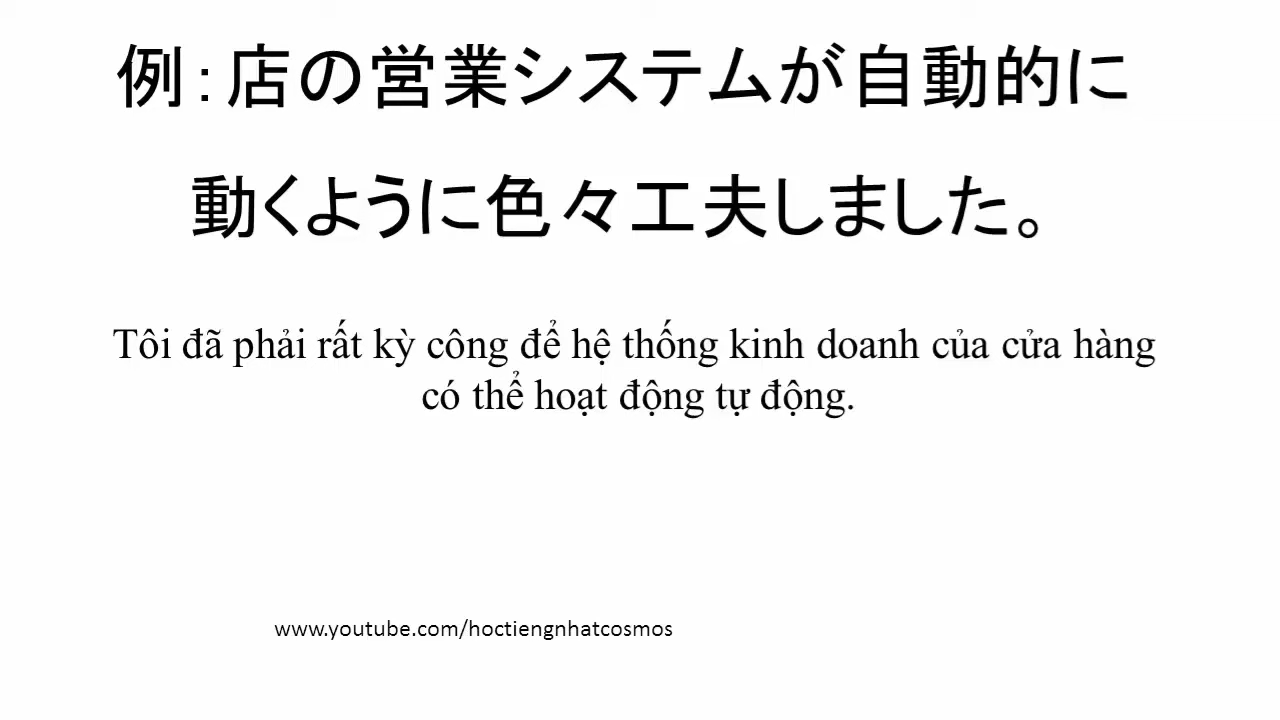 例：店の営業システムが自動的に
動くように色々工夫しました。
Tôi đã phải rất kỳ công để hệ thống kinh doanh của cửa hàng
có thể hoạt động tự động.
www.youtube.com/hoctiengnhatcosmos